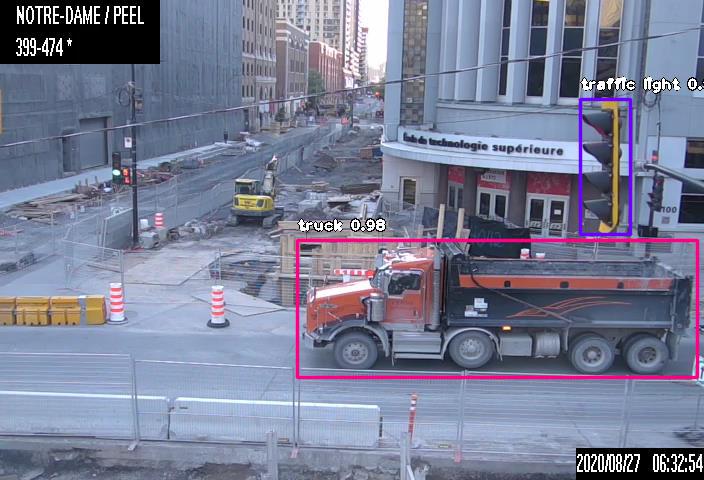 NOTRE-DAME / PEEL
399-474 *
traffic light 0.
École de technologie supérieure
truck 0.98
1100
2020/08/27 06:32:54